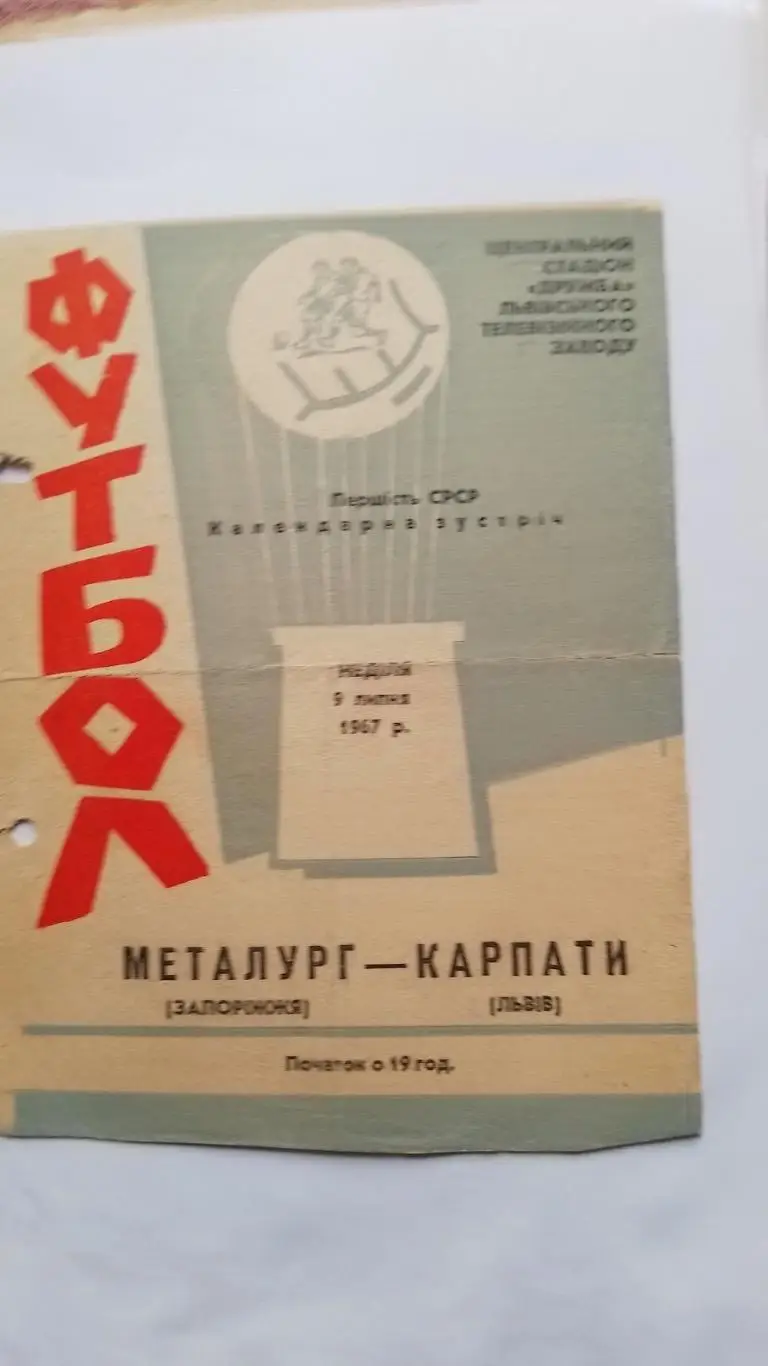 ФУТБОЛ
ЦЕНТРАЛЬНИЙ
СТАДІОН
«ДРУЖБА»
ЛЬВІВСЬКОГО
ТЕЛЕВІЗІЙНОГО
ЗАВОДУ
Першість СРСР
Календарна зустріч
НЕДІЛЯ
9 липня
1967 р.
МЕТАЛУРГ — КАРПАТИ
(ЗАПОРІЖЖЯ) (ЛЬВІВ)
Початок о 19 год.